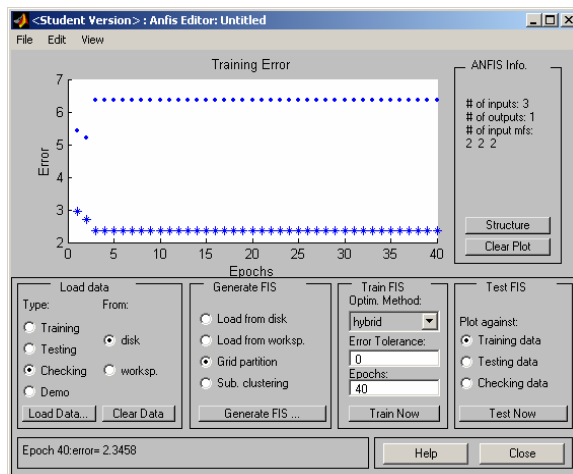 <Student Version> : Anfis Editor: Untitled
File Edit View
Training Error
7
6
5
4
3
2
Error
0 5 10 15 20 25 30 35 40
Epochs
ANFIS Info.
# of inputs: 3
# of outputs: 1
# of input mfs:
2 2 2
Structure
Clear Plot
Load data
Type: From:
Training
Testing
Checking
Demo
disk
worksp.
Load Data... Clear Data
Generate FIS
Load from disk
Load from worksp.
Grid partition
Sub. clustering
Generate FIS ...
Train FIS
Optim. Method:
hybrid
Error Tolerance:
0
Epochs:
40
Train Now
Test FIS
Plot against:
Training data
Testing data
Checking data
Test Now
Epoch 40:error= 2.3458
Help Close